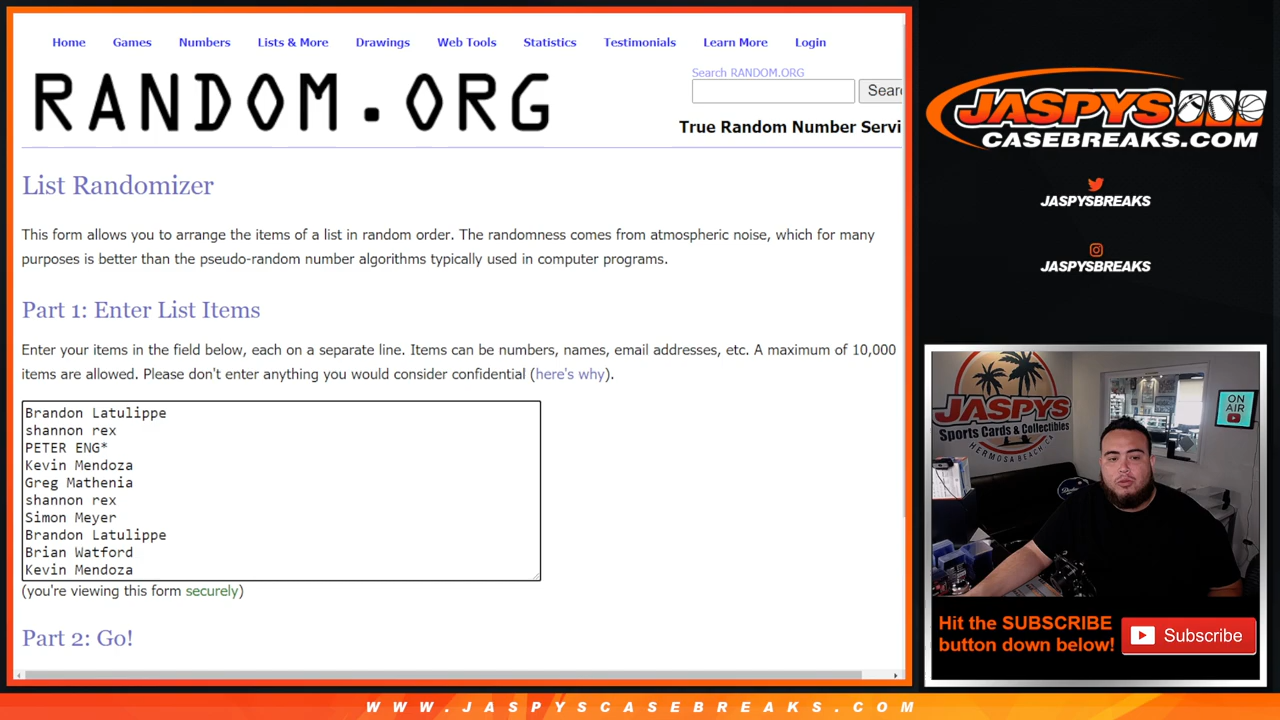 Home Games Numbers Lists & More Drawings Web Tools Statistics Testimonials Learn More Login
RANDOM.ORG
Search RANDOM.ORG
Sear
True Random Number Servi
List Randomizer
This form allows you to arrange the items of a list in random order. The randomness comes from atmospheric noise, which for many
purposes is better than the pseudo-random number algorithms typically used in computer programs.
Part 1: Enter List Items
Enter your items in the field below, each on a separate line. Items can be numbers, names, email addresses, etc. A maximum of 10,000
items are allowed. Please don't enter anything you would consider confidential (here's why).
Brandon Latulippe
shannon rex
PETER ENG*
Kevin Mendoza
Greg Mathenia
shannon rex
Simon Meyer
Brandon Latulippe
Brian Watford
Kevin Mendoza
(you're viewing this form securely)
Part 2: Go!
JASPYS
CASEBREAKS.COM
JASPYSBREAKS
JASPYSBREAKS
JASPYS
Sports Cards & Collectibles
HERMOSA BEACH CA
ON
AIR
Hit the SUBSCRIBE
button down below!
Subscribe
WWW.JASPYSCASEBREAKS.COM